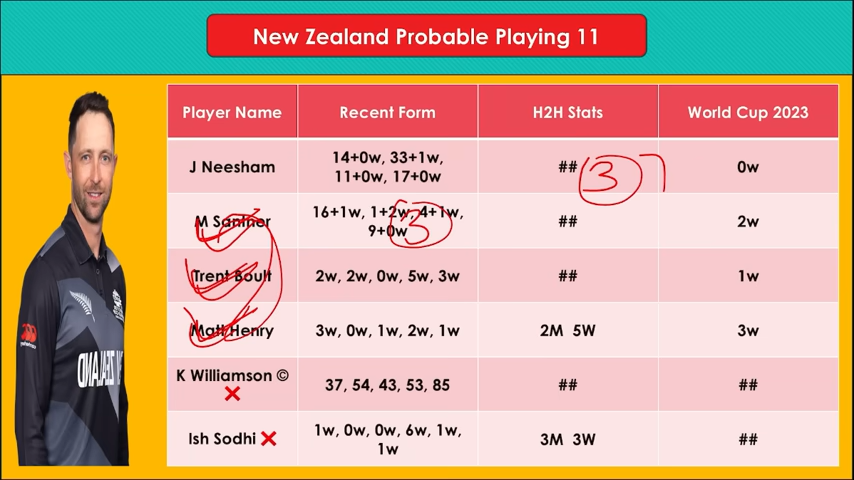 New Zealand Probable Playing 11
Player Name Recent Form H2H Stats World Cup 2023
J Neesham 14+0w, 33+1w, ## 0w
11+0w, 17+0w
3
M Santner 16+1w, 1+2w, 4+1w, ## 2w
9+0w
3
Trent Boult 2w, 2w, 0w, 5w, 3w ## 1w
Matt Henry 3w, 0w, 1w, 2w, 1w 2M 5W 3w
K Williamson © 37, 54, 43, 53, 85 ## ##
❌
Ish Sodhi ❌ 1w, 0w, 0w, 6w, 1w, 3M 3W ##
1w
NEW ZEALAND